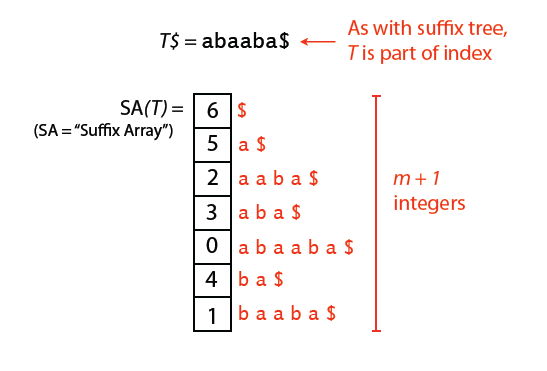 T$ = abaaba$ ← As with suffix tree,
T is part of index
SA(T) =
(SA = “Suffix Array”)
6 $
5 a $
2 a a b a $
3 a b a $
0 a b a a b a $
4 b a $
1 b a a b a $
m + 1
integers